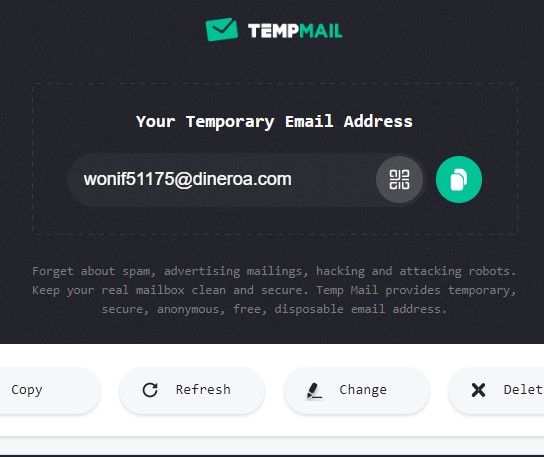 TEMPMAIL
Your Temporary Email Address
wonif51175@dineroa.com
Forget about spam, advertising mailings, hacking and attacking robots.
Keep your real mailbox clean and secure. Temp Mail provides temporary,
secure, anonymous, free, disposable email address.
Copy Refresh Change Delet